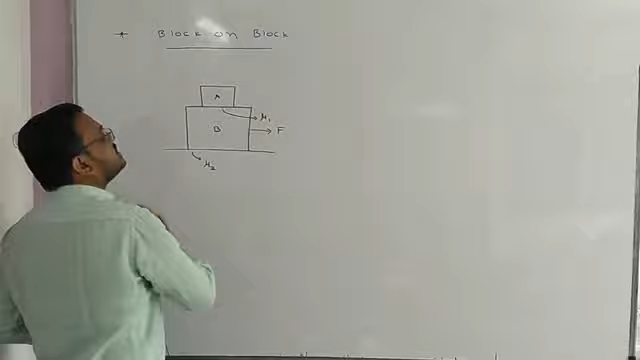 * Block on Block
A
μ₁
B
F
μ₂